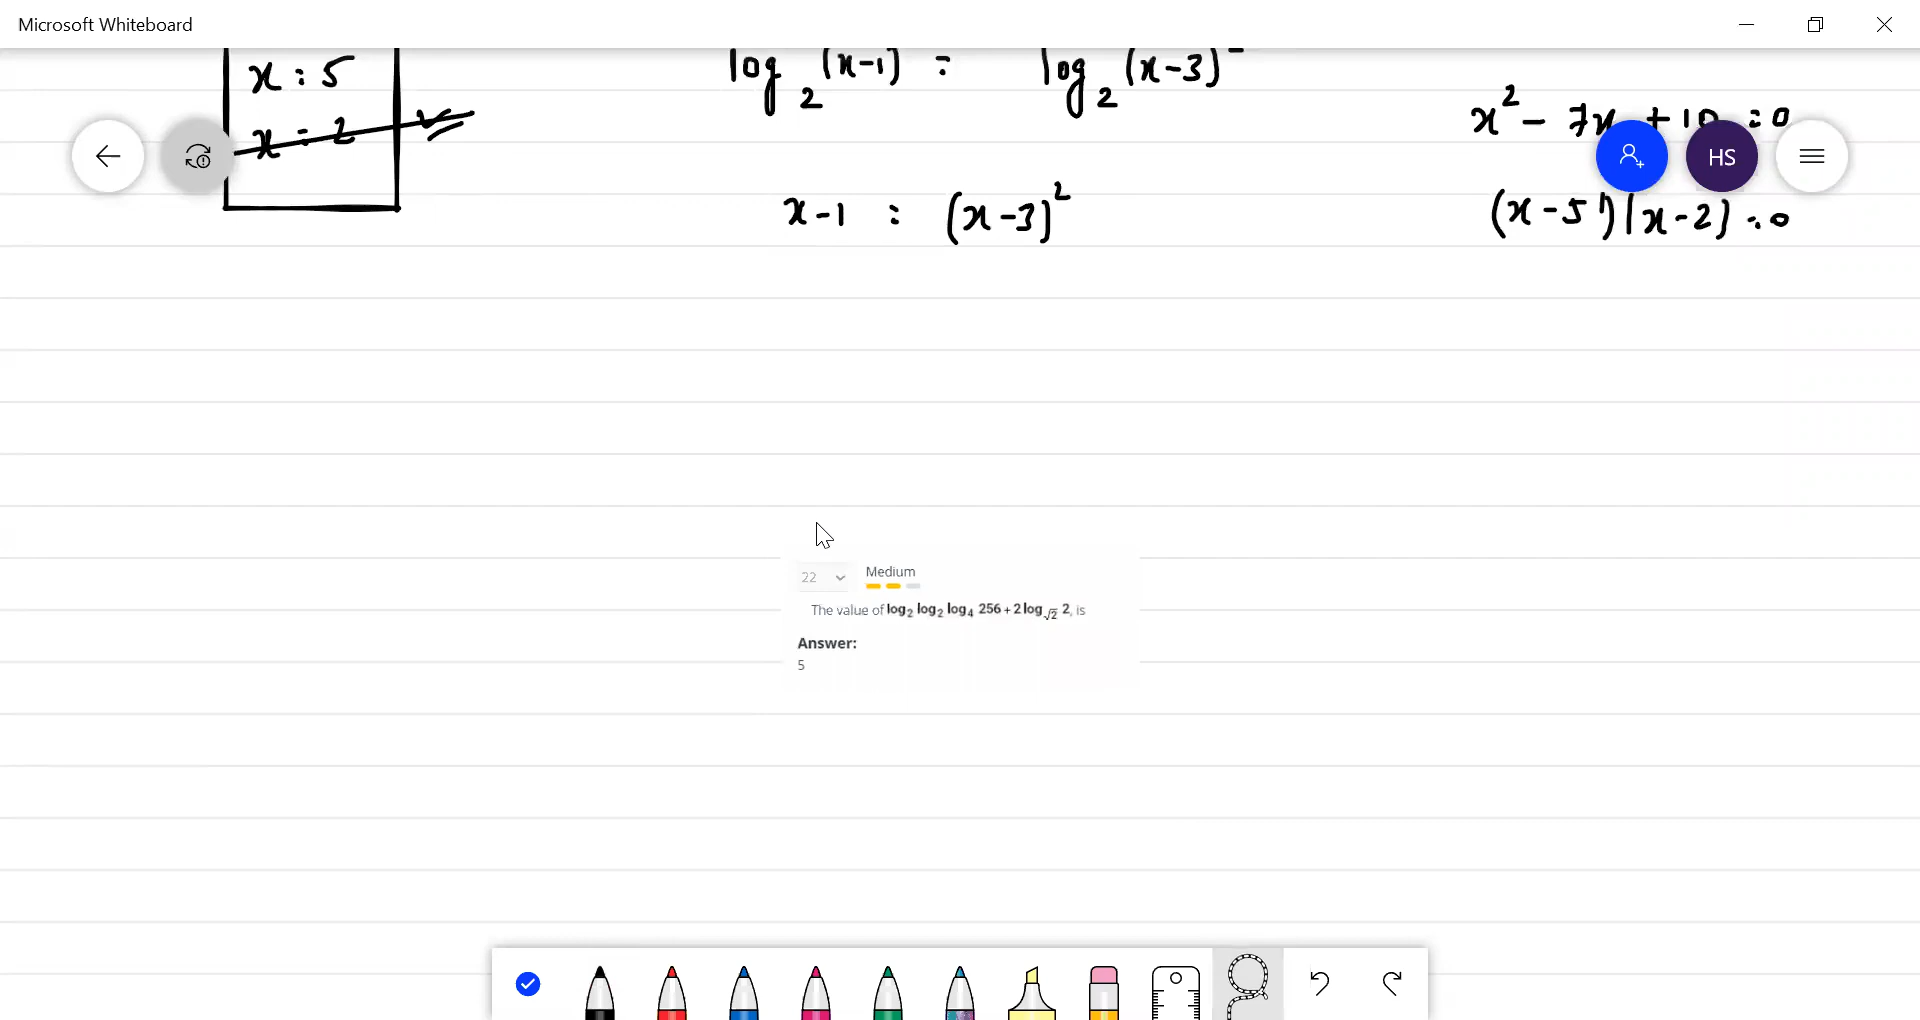 Microsoft Whiteboard
x : 5
x : 2
log₂ (x-1) = log₂ (x-3)
x² - 7x + 10 = 0
HS
x-1 = (x-3)²
(x-5)(x-2) = 0
22 Medium
The value of log₂ log₂ log₄ 256 + 2 log_√2 2, is
Answer:
5